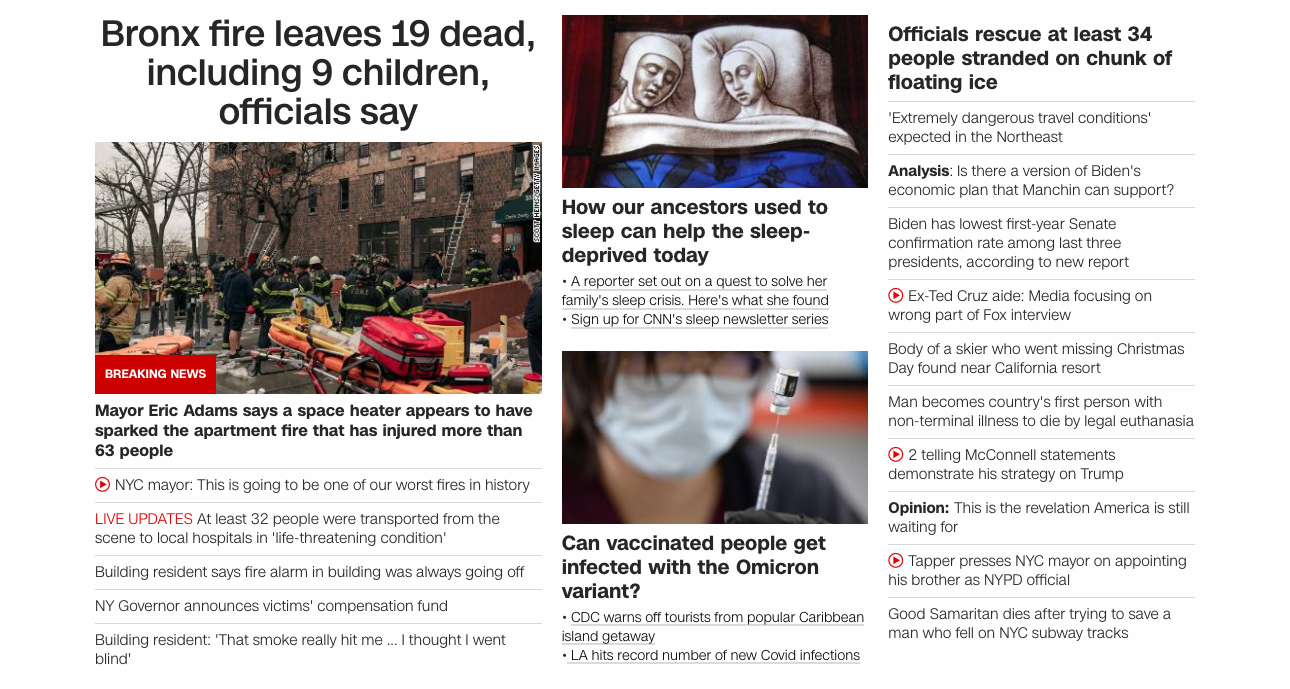 Bronx fire leaves 19 dead,
including 9 children,
officials say
SCOTT HEINS/GETTY IMAGES
BREAKING NEWS
Mayor Eric Adams says a space heater appears to have
sparked the apartment fire that has injured more than
63 people
NYC mayor: This is going to be one of our worst fires in history
LIVE UPDATES At least 32 people were transported from the
scene to local hospitals in 'life-threatening condition'
Building resident says fire alarm in building was always going off
NY Governor announces victims' compensation fund
Building resident: 'That smoke really hit me ... I thought I went
blind'
How our ancestors used to
sleep can help the sleep-
deprived today
• A reporter set out on a quest to solve her
family's sleep crisis. Here's what she found
• Sign up for CNN's sleep newsletter series
Can vaccinated people get
infected with the Omicron
variant?
• CDC warns off tourists from popular Caribbean
island getaway
• LA hits record number of new Covid infections
Officials rescue at least 34
people stranded on chunk of
floating ice
'Extremely dangerous travel conditions'
expected in the Northeast
Analysis: Is there a version of Biden's
economic plan that Manchin can support?
Biden has lowest first-year Senate
confirmation rate among last three
presidents, according to new report
Ex-Ted Cruz aide: Media focusing on
wrong part of Fox interview
Body of a skier who went missing Christmas
Day found near California resort
Man becomes country's first person with
non-terminal illness to die by legal euthanasia
2 telling McConnell statements
demonstrate his strategy on Trump
Opinion: This is the revelation America is still
waiting for
Tapper presses NYC mayor on appointing
his brother as NYPD official
Good Samaritan dies after trying to save a
man who fell on NYC subway tracks